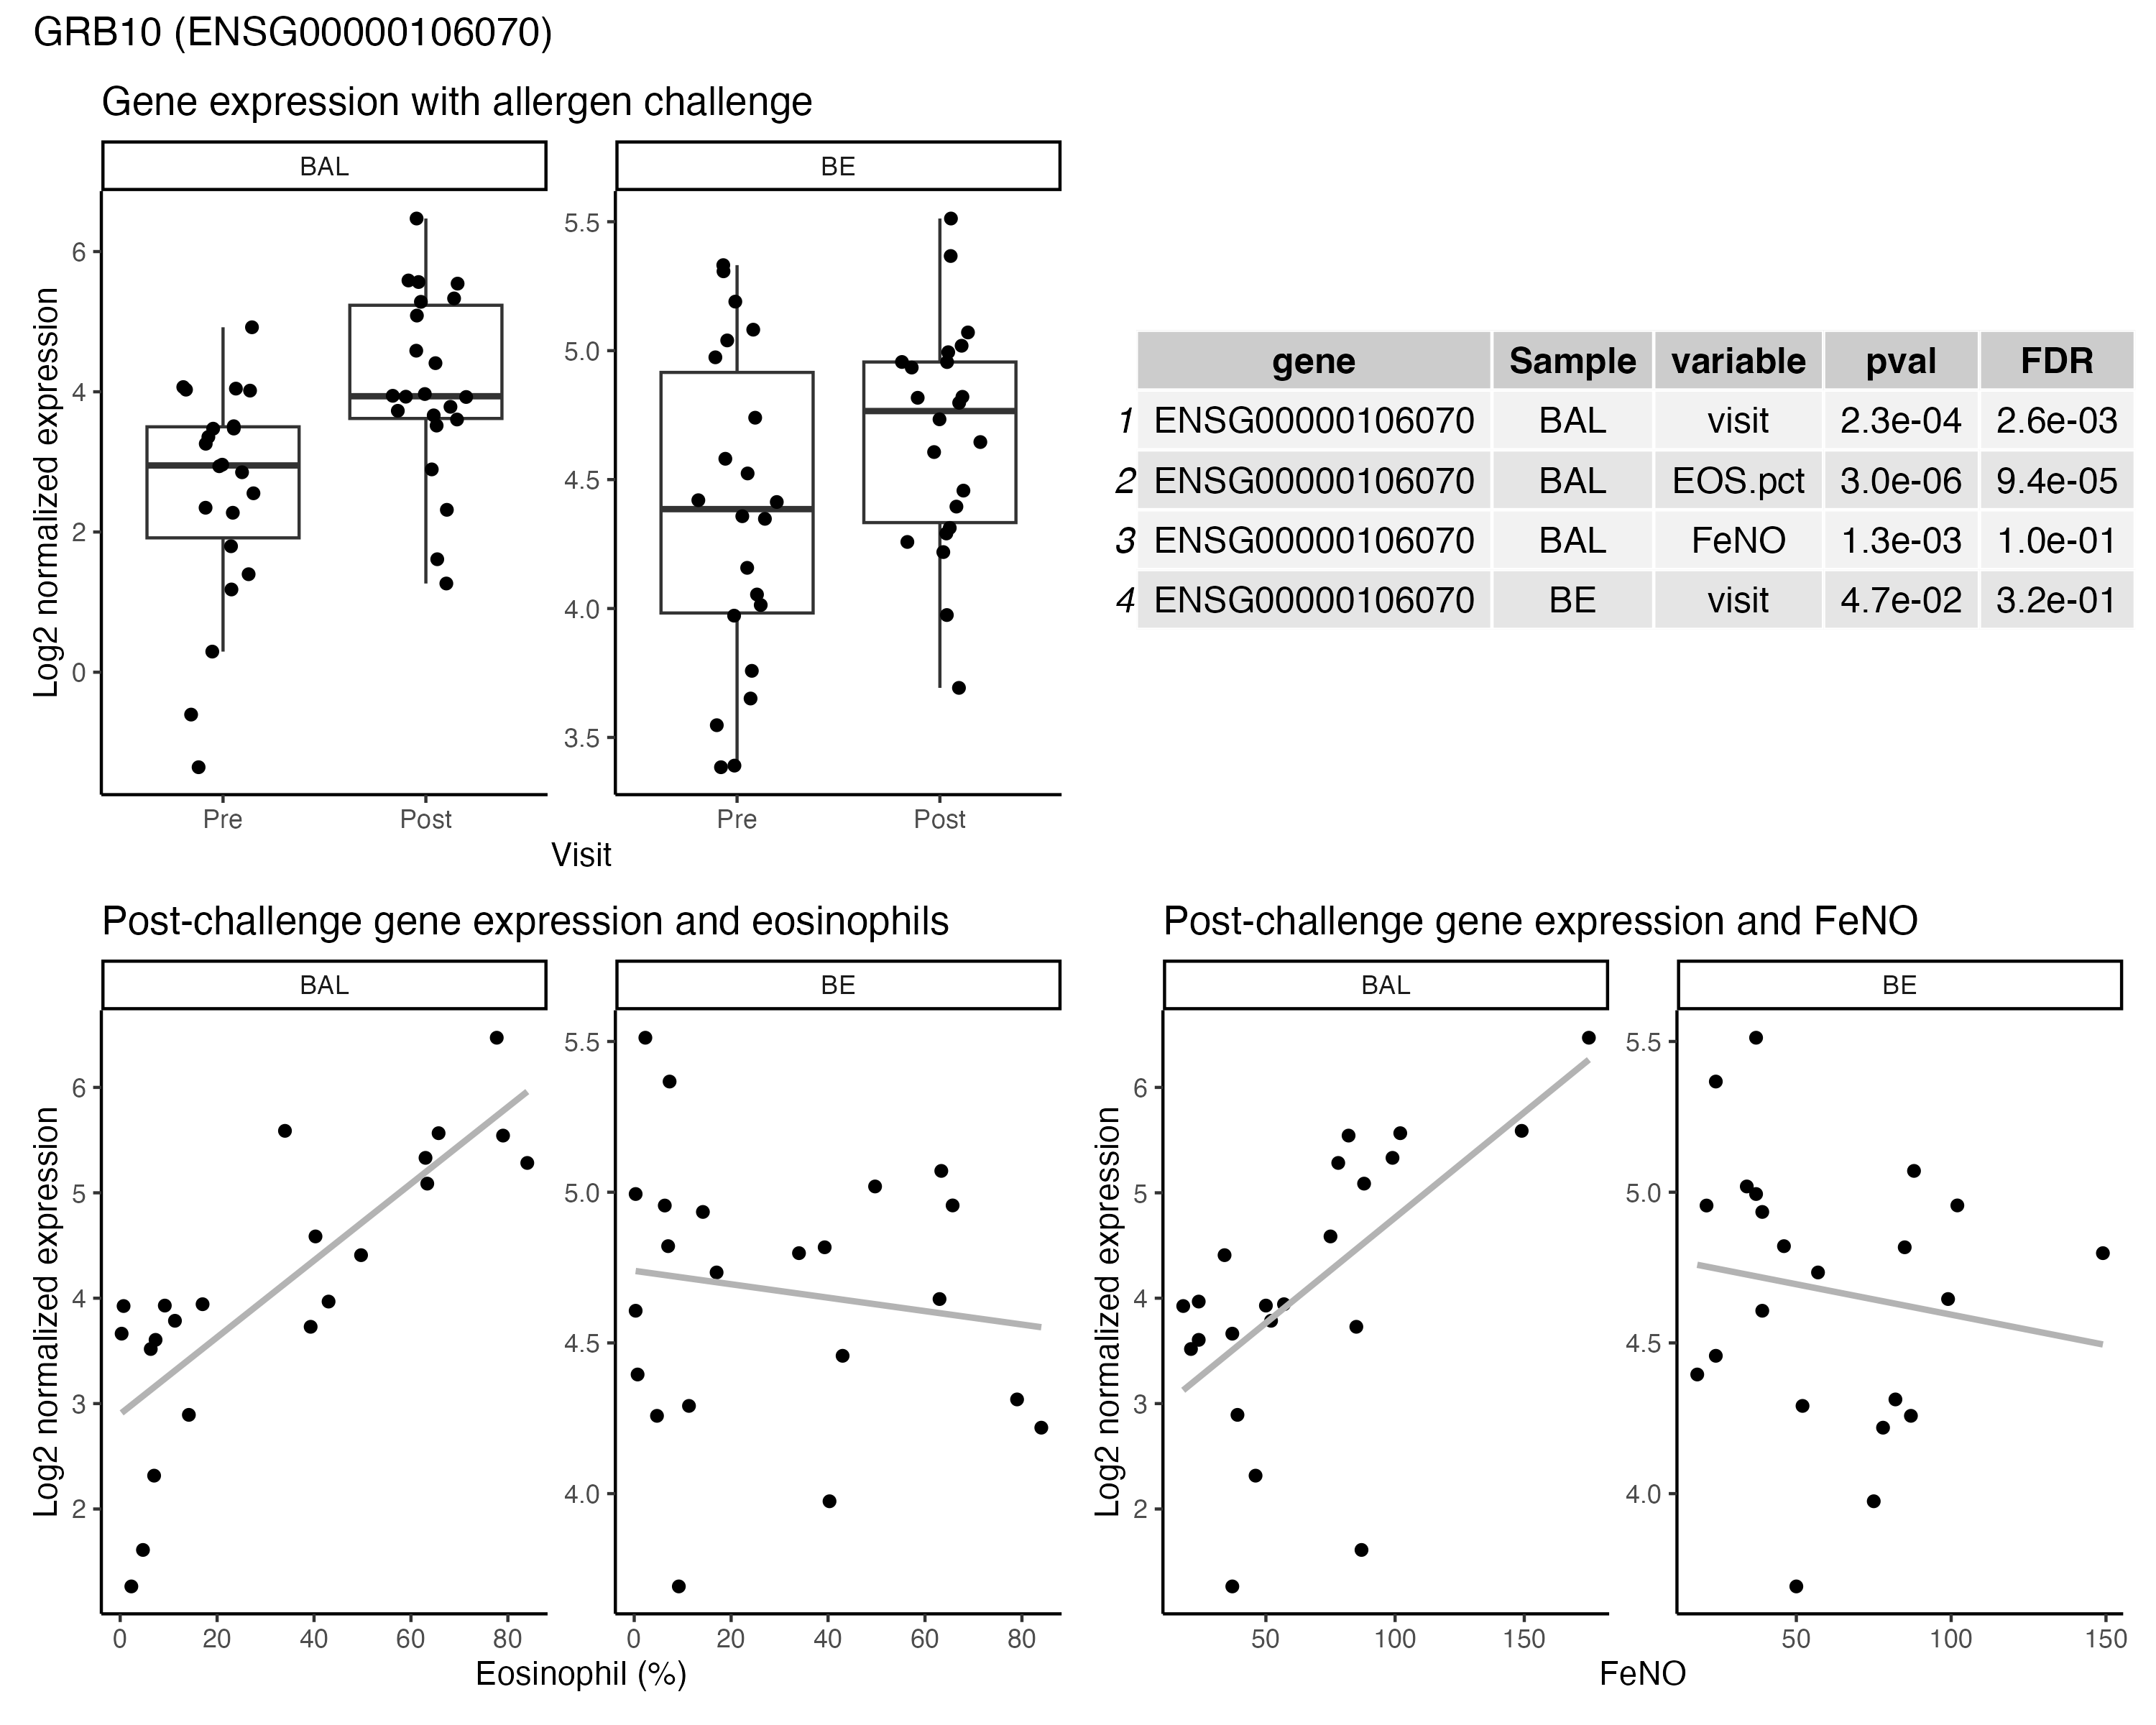 GRB10 (ENSG00000106070)
Gene expression with allergen challenge
BAL
BE
Log2 normalized expression
6
4
2
0
5.5
5.0
4.5
4.0
3.5
Pre
Post
Pre
Post
Visit
gene Sample variable pval FDR
1 ENSG00000106070 BAL visit 2.3e-04 2.6e-03
2 ENSG00000106070 BAL EOS.pct 3.0e-06 9.4e-05
3 ENSG00000106070 BAL FeNO 1.3e-03 1.0e-01
4 ENSG00000106070 BE visit 4.7e-02 3.2e-01
Post-challenge gene expression and eosinophils
BAL
BE
Log2 normalized expression
6
5
4
3
2
5.5
5.0
4.5
4.0
0 20 40 60 80
0 20 40 60 80
Eosinophil (%)
Post-challenge gene expression and FeNO
BAL
BE
Log2 normalized expression
6
5
4
3
2
5.5
5.0
4.5
4.0
50 100 150
50 100 150
FeNO